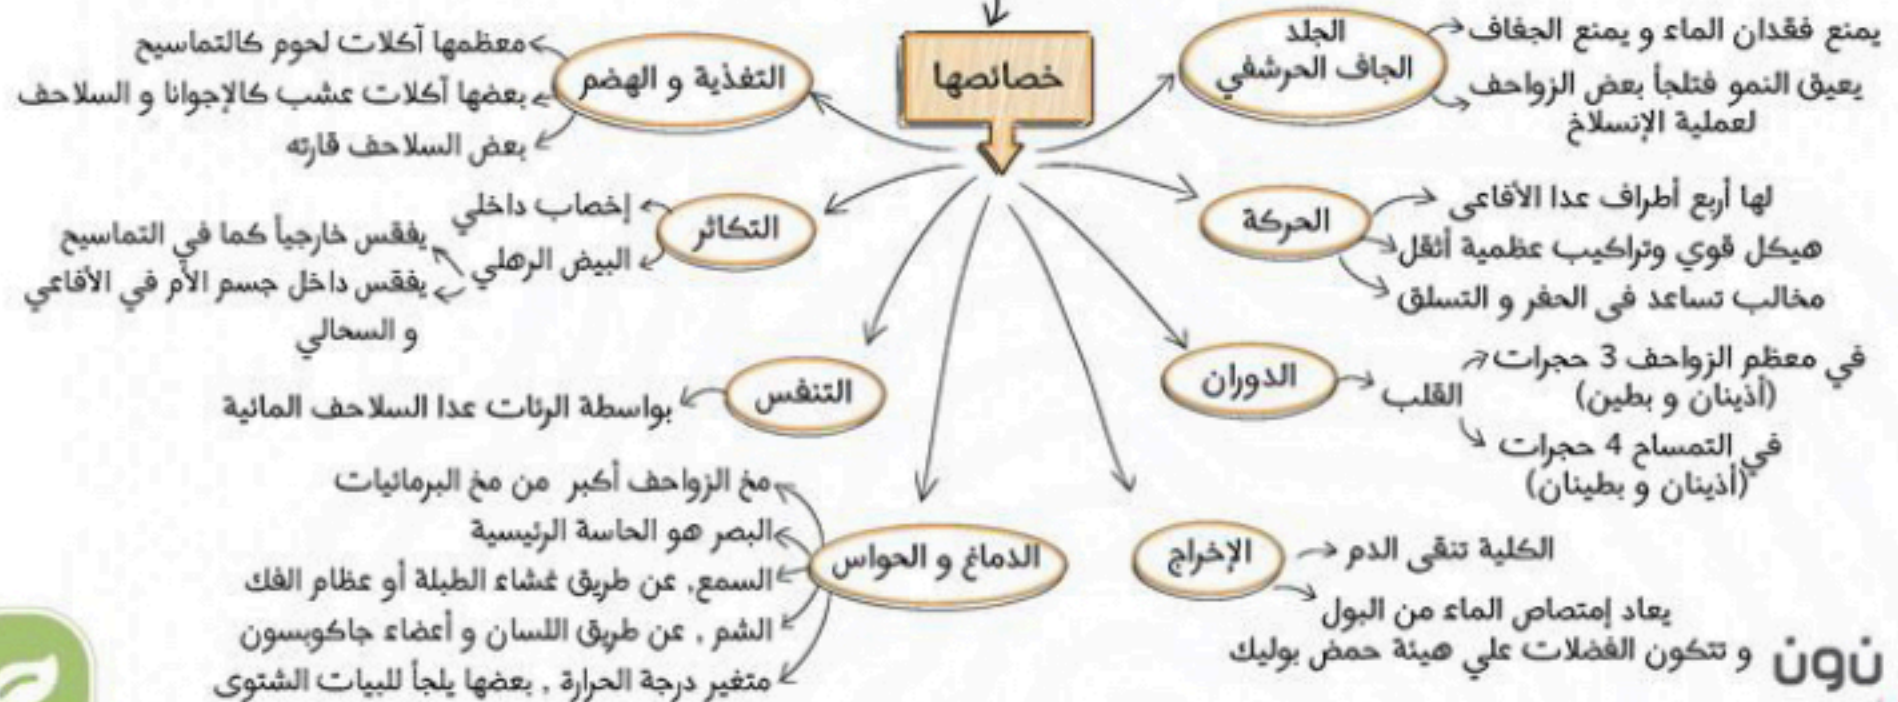 خصائصها
الجلد
الجاف الحرشفي
يمنع فقدان الماء و يمنع الجفاف
يعيق النمو فتلجأ بعض الزواحف
لعملية الإنسلاخ
الحركة
لها أربع أطراف عدا الأفاعى
هيكل قوي وتراكيب عظمية أثقل
مخالب تساعد فى الحفر و التسلق
الدوران
القلب
في معظم الزواحف 3 حجرات
(أذينان و بطين)
في التمساح 4 حجرات
(أذينان و بطينان)
الإخراج
الكلية تنقى الدم
يعاد إمتصاص الماء من البول
و تتكون الفضلات علي هيئة حمض بوليك
التغذية و الهضم
معظمها آكلات لحوم كالتماسيح
بعضها آكلات عشب كالإجوانا و السلاحف
بعض السلاحف قارته
التكاثر
إخصاب داخلي
البيض الرهلي
يفقس خارجياً كما في التماسيح
يفقس داخل جسم الأم في الأفاعي
و السحالي
التنفس
بواسطة الرئات عدا السلاحف المائية
الدماغ و الحواس
مخ الزواحف أكبر من مخ البرمائيات
البصر هو الحاسة الرئيسية
السمع, عن طريق غشاء الطبلة أو عظام الفك
الشم , عن طريق اللسان و أعضاء جاكوبسون
متغير درجة الحرارة , بعضها يلجأ للبيات الشتوى
نون